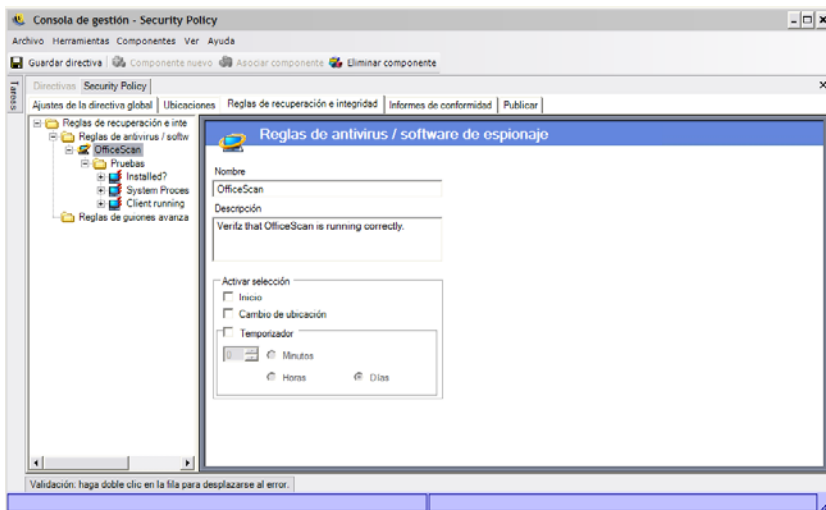 Consola de gestión - Security Policy
Archivo Herramientas Componentes Ver Ayuda
Guardar directiva Componente nuevo Asociar componente Eliminar componente
Tareas
Directivas Security Policy
Ajustes de la directiva global Ubicaciones Reglas de recuperación e integridad Informes de conformidad Publicar
Reglas de recuperación e inte
Reglas de antivirus / softw
OfficeScan
Pruebas
Installed?
System Proces
Client running
Reglas de guiones avanza
Reglas de antivirus / software de espionaje
Nombre
OfficeScan
Descripción
Veritz that OfficeScan is running correctly.
Activar selección
Inicio
Cambio de ubicación
Temporizador
0 Minutos
Horas Días
Validación: haga doble clic en la fila para desplazarse al error.